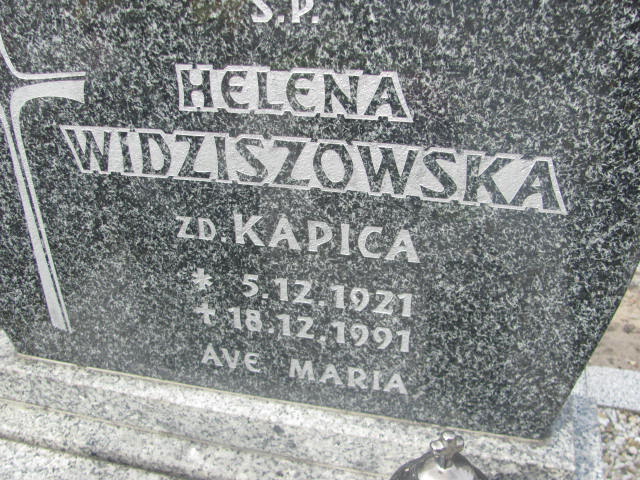 Ś.P.
HELENA
WIDZISZOWSKA
ZD. KAPICA
* 5.12.1921
+ 18.12.1991
AVE MARIA